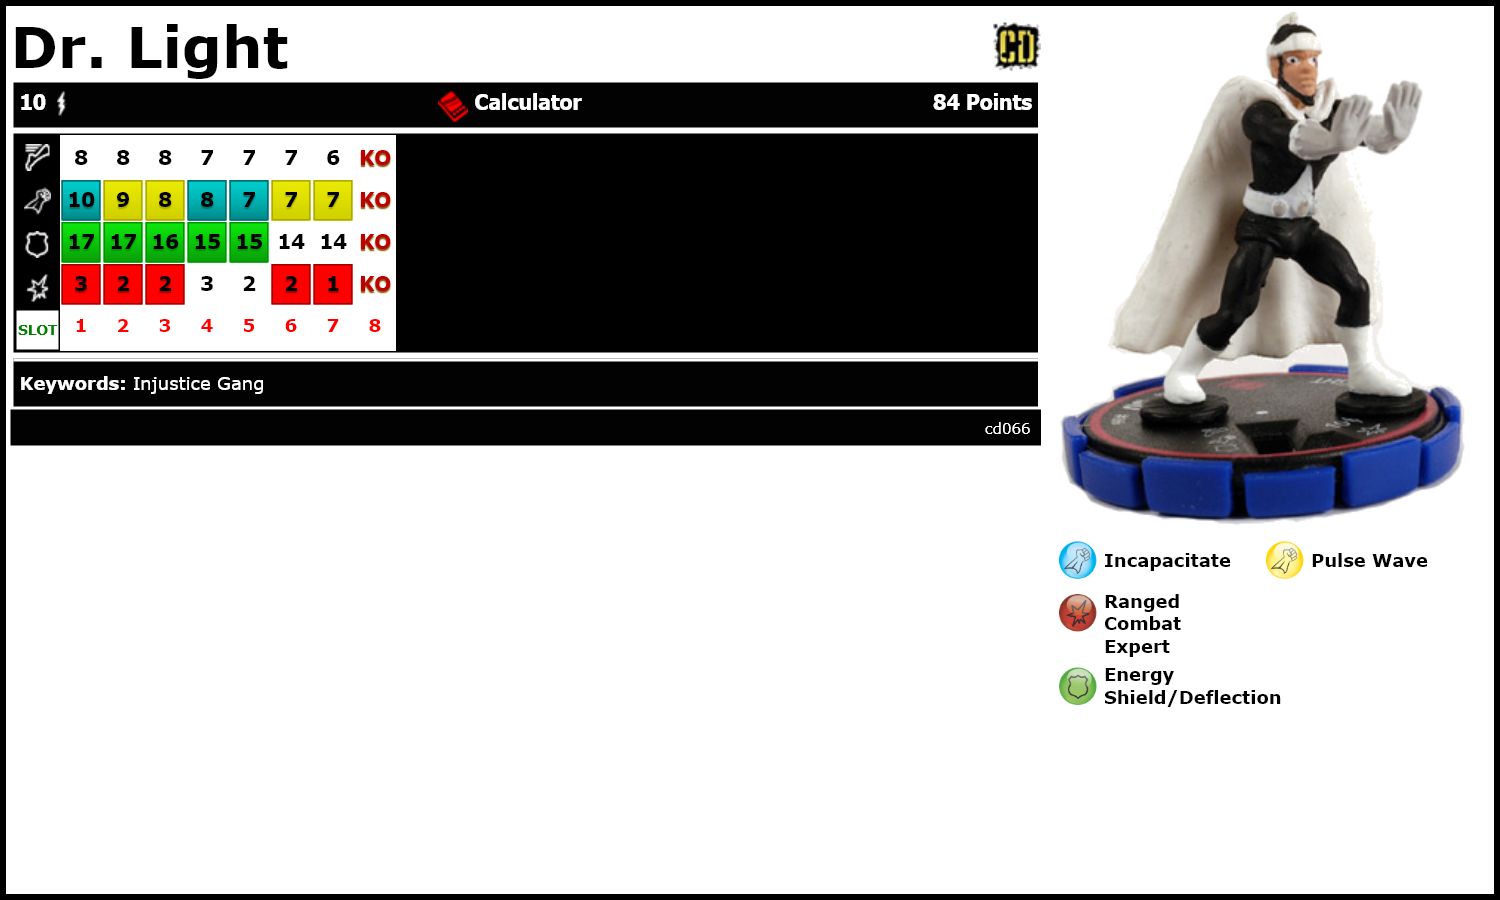 Dr. Light
CD
10 Calculator 84 Points
8 8 8 7 7 7 6 KO
10 9 8 8 7 7 7 KO
17 17 16 15 15 14 14 KO
3 2 2 3 2 2 1 KO
SLOT 1 2 3 4 5 6 7 8
Keywords: Injustice Gang
cd066
Incapacitate
Pulse Wave
Ranged
Combat
Expert
Energy
Shield/Deflection